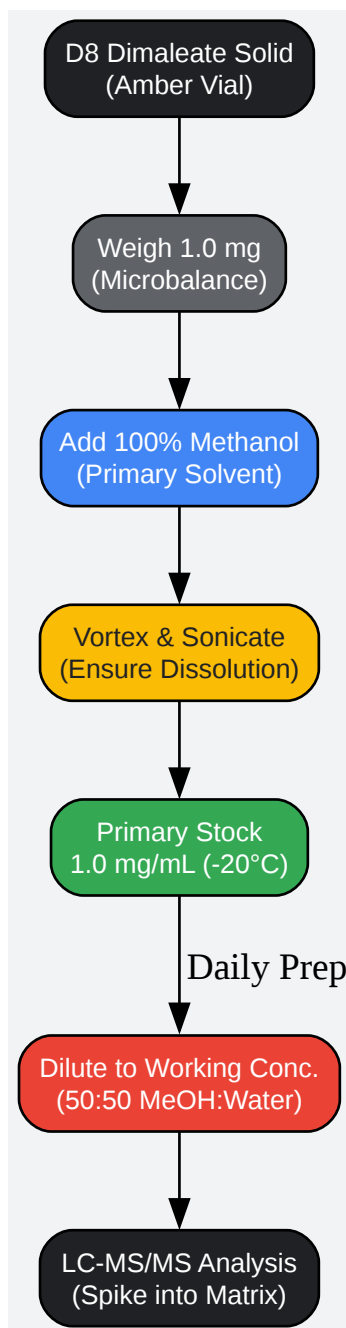 D8 Dimaleate Solid
(Amber Vial)
Weigh 1.0 mg
(Microbalance)
Add 100% Methanol
(Primary Solvent)
Vortex & Sonicate
(Ensure Dissolution)
Primary Stock
1.0 mg/mL (-20°C)
Daily Prep
Dilute to Working Conc.
(50:50 MeOH:Water)
LC-MS/MS Analysis
(Spike into Matrix)